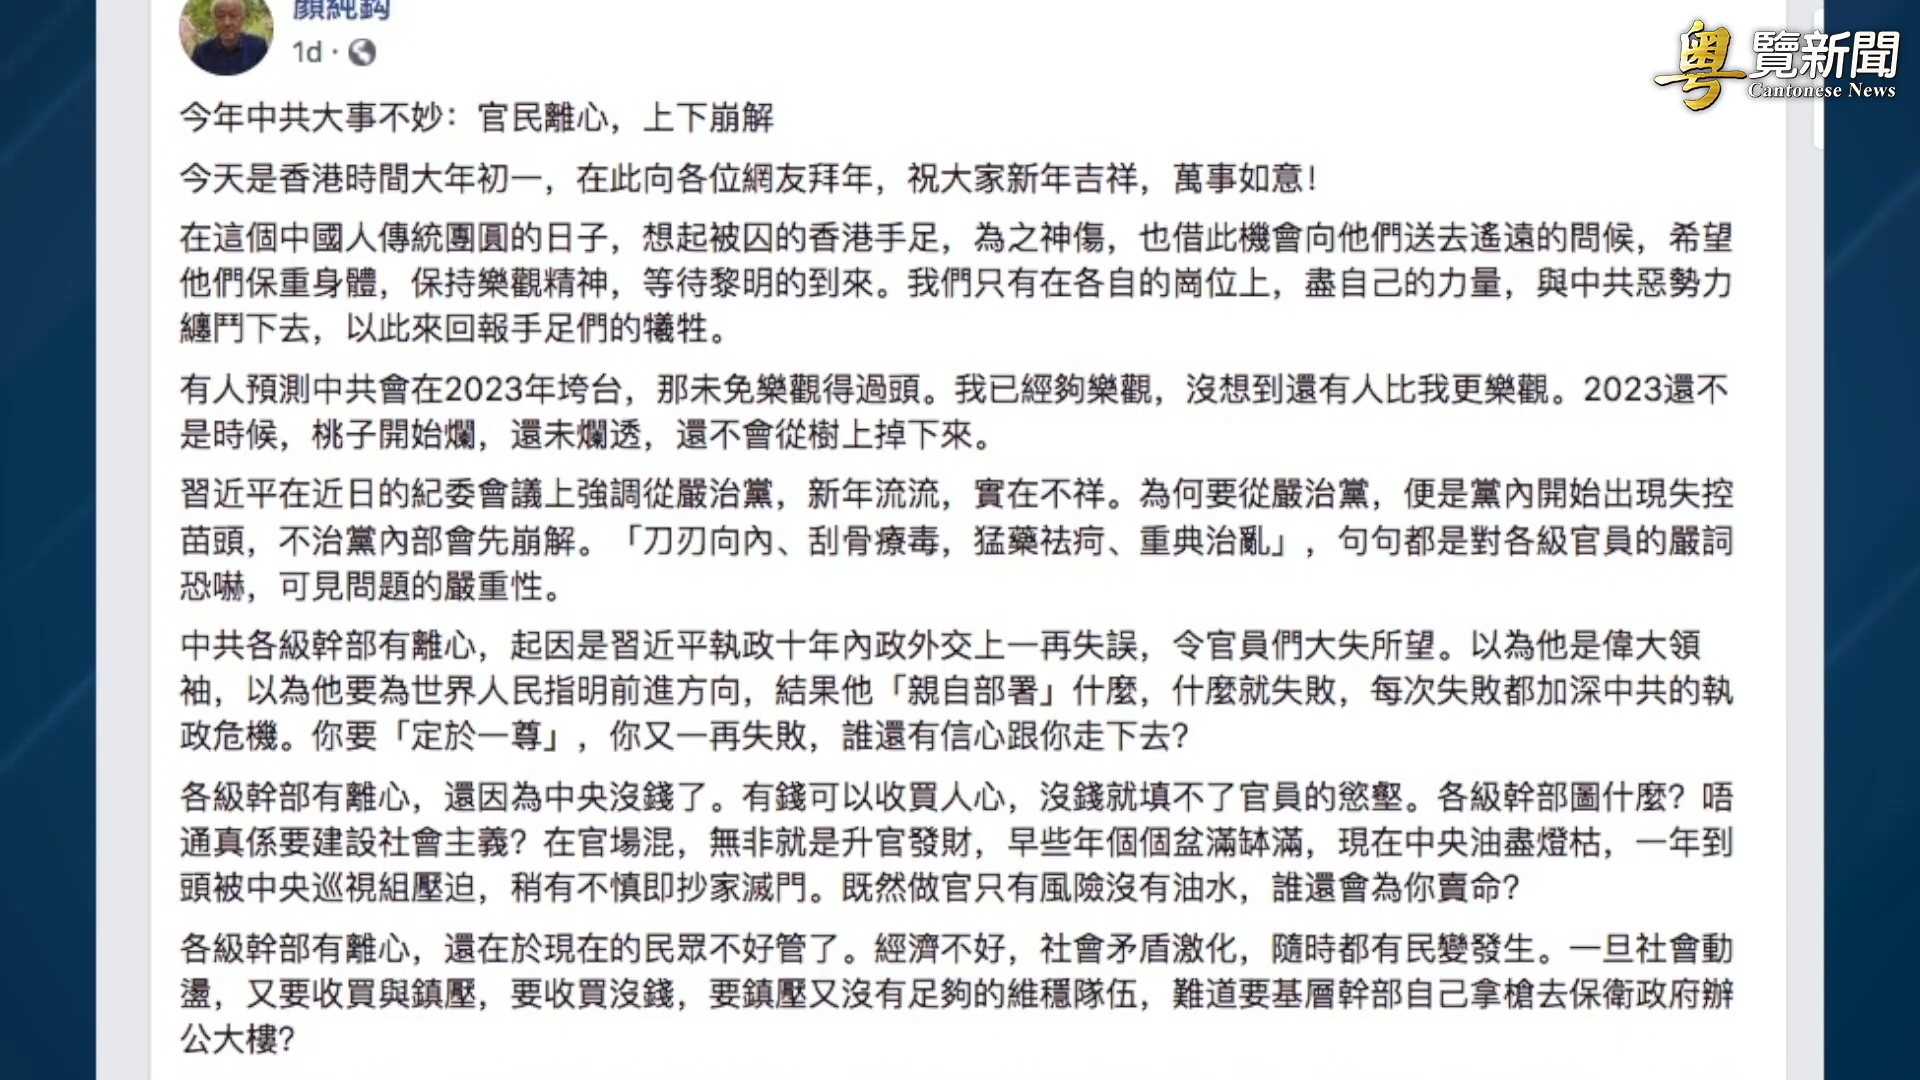 顏純鈎
1d
粤覽新聞
Cantonese News
今年中共大事不妙：官民離心，上下崩解
今天是香港時間大年初一，在此向各位網友拜年，祝大家新年吉祥，萬事如意！
在這個中國人傳統團圓的日子，想起被囚的香港手足，為之神傷，也借此機會向他們送去遙遠的問候，希望
他們保重身體，保持樂觀精神，等待黎明的到來。我們只有在各自的崗位上，盡自己的力量，與中共惡勢力
纏鬥下去，以此來回報手足們的犧牲。
有人預測中共會在2023年垮台，那未免樂觀得過頭。我已經夠樂觀，沒想到還有人比我更樂觀。2023還不
是時候，桃子開始爛，還未爛透，還不會從樹上掉下來。
習近平在近日的紀委會議上強調從嚴治黨，新年流流，實在不祥。為何要從嚴治黨，便是黨內開始出現失控
苗頭，不治黨內部會先崩解。「刀刃向內、刮骨療毒，猛藥祛疴、重典治亂」，句句都是對各級官員的嚴詞
恐嚇，可見問題的嚴重性。
中共各級幹部有離心，起因是習近平執政十年內政外交上一再失誤，令官員們大失所望。以為他是偉大領
袖，以為他要為世界人民指明前進方向，結果他「親自部署」什麼，什麼就失敗，每次失敗都加深中共的執
政危機。你要「定於一尊」，你又一再失敗，誰還有信心跟你走下去？
各級幹部有離心，還因為中央沒錢了。有錢可以收買人心，沒錢就填不了官員的慾壑。各級幹部圖什麼？唔
通真係要建設社會主義？在官場混，無非就是升官發財，早些年個個盆滿缽滿，現在中央油盡燈枯，一年到
頭被中央巡視組壓迫，稍有不慎即抄家滅門。既然做官只有風險沒有油水，誰還會為你賣命？
各級幹部有離心，還在於現在的民眾不好管了。經濟不好，社會矛盾激化，隨時都有民變發生。一旦社會動
盪，又要收買與鎮壓，要收買沒錢，要鎮壓又沒有足夠的維穩隊伍，難道要基層幹部自己拿槍去保衛政府辦
公大樓？